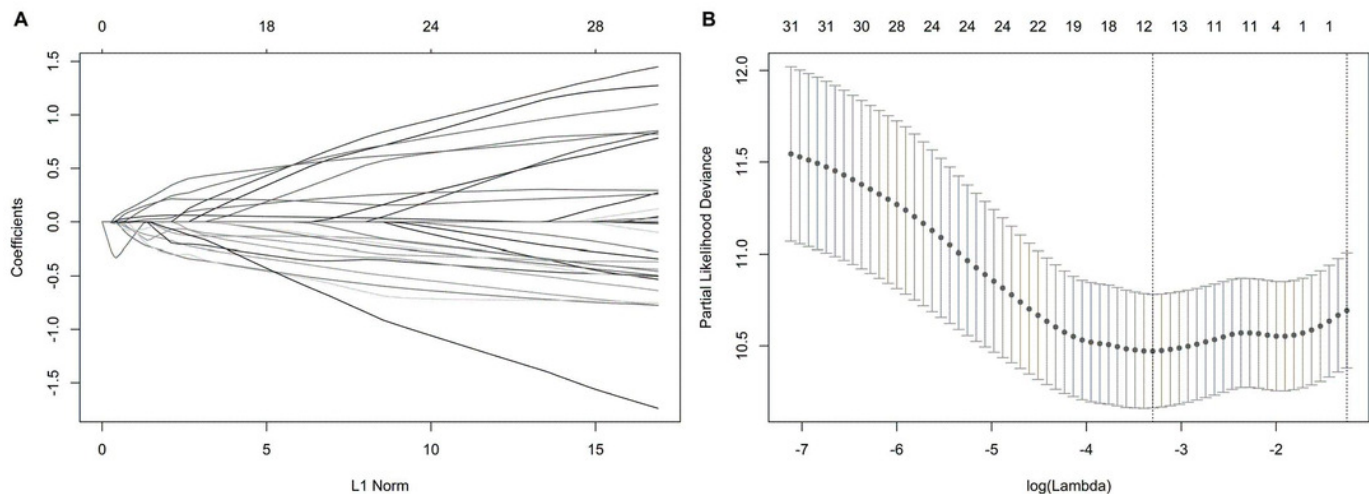 A
0 18 24 28
1.5
1.0
0.5
0.0
-0.5
-1.0
-1.5
Coefficients
0 5 10 15
L1 Norm
B
31 31 30 28 24 24 24 22 19 18 12 13 11 11 4 1 1
12.0
11.5
11.0
10.5
Partial Likelihood Deviance
-7 -6 -5 -4 -3 -2
log(Lambda)